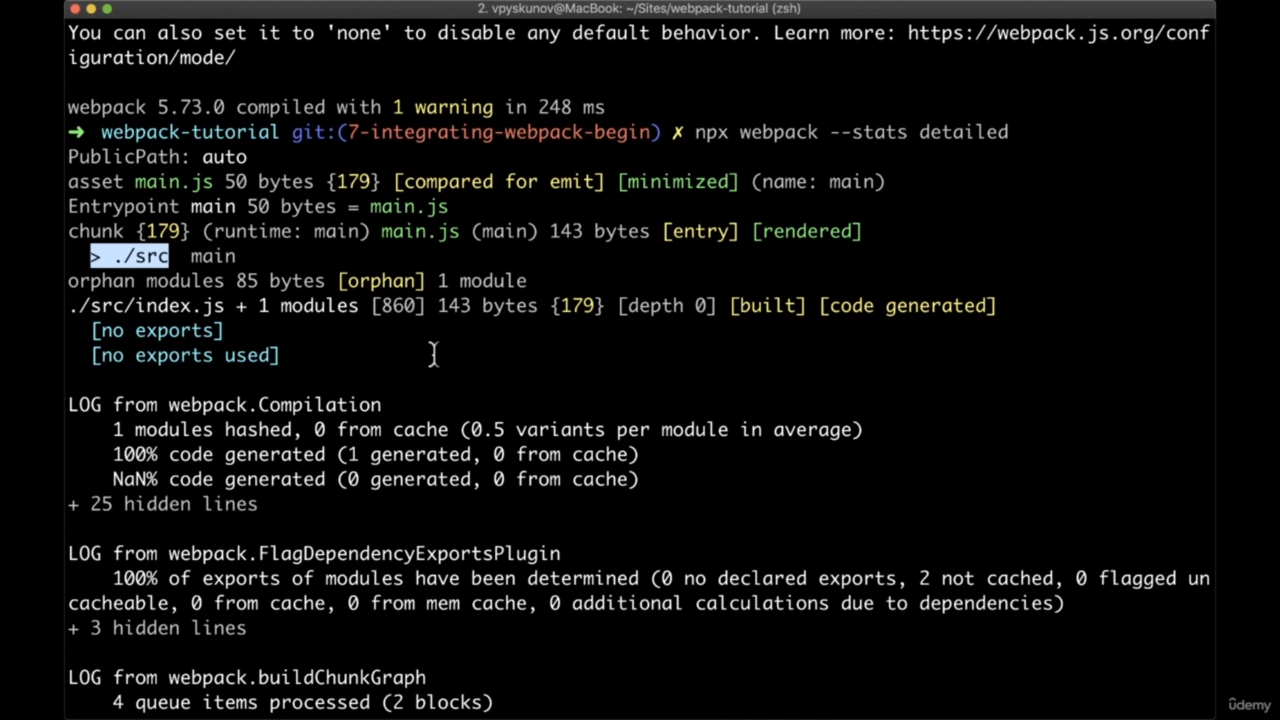 2. vpyskunov@MacBook: ~/Sites/webpack-tutorial (zsh)
You can also set it to 'none' to disable any default behavior. Learn more: https://webpack.js.org/conf
iguration/mode/
webpack 5.73.0 compiled with 1 warning in 248 ms
➜ webpack-tutorial git:(7-integrating-webpack-begin) ✗ npx webpack --stats detailed
PublicPath: auto
asset main.js 50 bytes {179} [compared for emit] [minimized] (name: main)
Entrypoint main 50 bytes = main.js
chunk {179} (runtime: main) main.js (main) 143 bytes [entry] [rendered]
> ./src main
orphan modules 85 bytes [orphan] 1 module
./src/index.js + 1 modules [860] 143 bytes {179} [depth 0] [built] [code generated]
[no exports]
[no exports used]
LOG from webpack.Compilation
1 modules hashed, 0 from cache (0.5 variants per module in average)
100% code generated (1 generated, 0 from cache)
NaN% code generated (0 generated, 0 from cache)
+ 25 hidden lines
LOG from webpack.FlagDependencyExportsPlugin
100% of exports of modules have been determined (0 no declared exports, 2 not cached, 0 flagged un
cacheable, 0 from cache, 0 from mem cache, 0 additional calculations due to dependencies)
+ 3 hidden lines
LOG from webpack.buildChunkGraph
4 queue items processed (2 blocks)
ûdemy